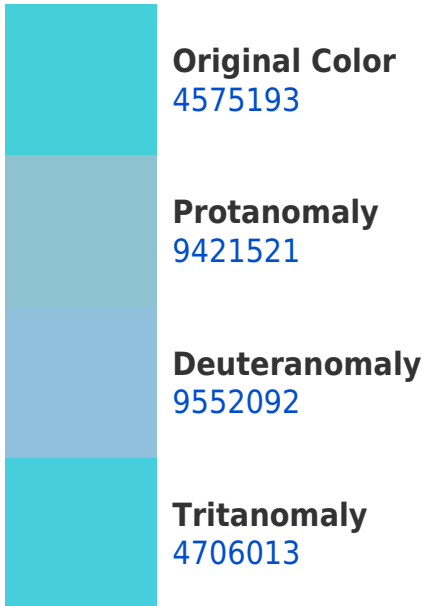 Original Color
4575193
Protanomaly
9421521
Deuteranomaly
9552092
Tritanomaly
4706013